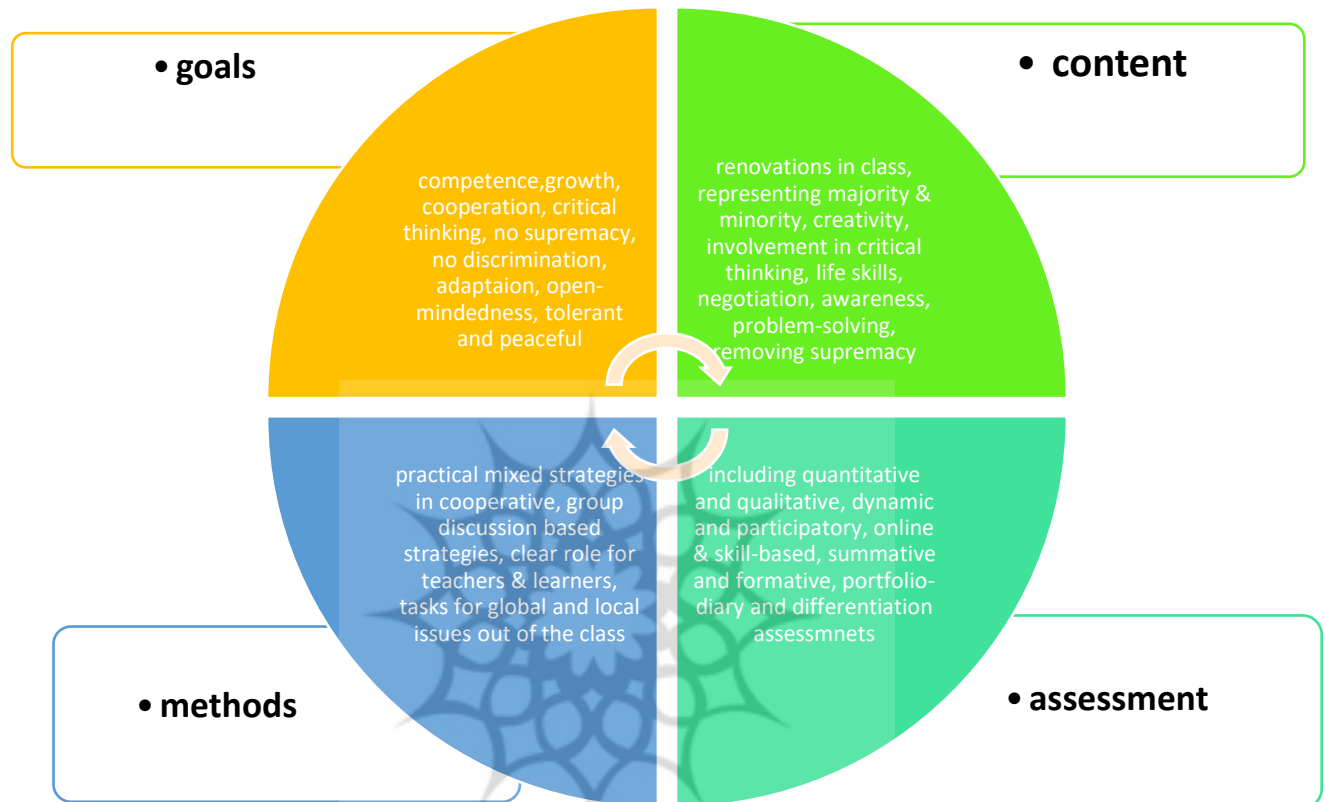 • goals
competence,growth,
cooperation, critical
thinking, no supremacy,
no discrimination,
adaptaion, open-
mindedness, tolerant
and peaceful
• content
renovations in class,
representing majority &
minority, creativity,
involvement in critical
thinking, life skills,
negotiation, awareness,
problem-solving,
removing supremacy
practical mixed strategies
in cooperative, group
discussion based
strategies, clear role for
teachers & learners,
tasks for global and local
issues out of the class
• methods
including quantitative
and qualitative, dynamic
and participatory, online
& skill-based, summative
and formative, portfolio-
diary and differentiation
assessmnets
• assessment